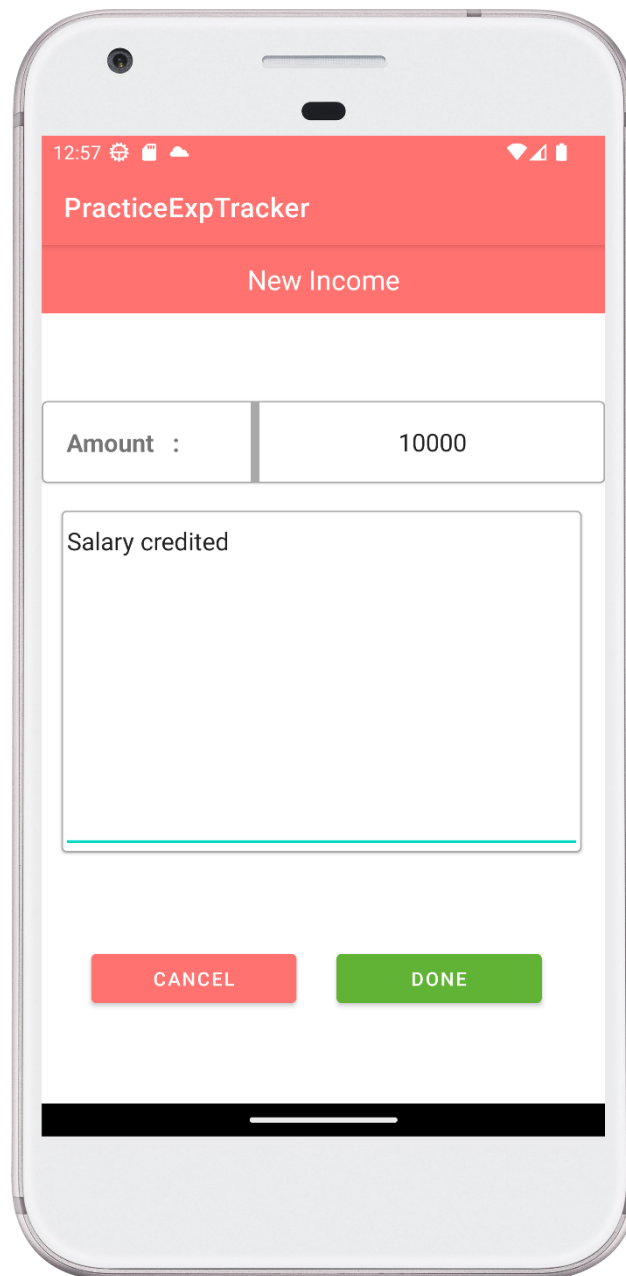 12:57
PracticeExpTracker
New Income
Amount : 10000
Salary credited
CANCEL DONE